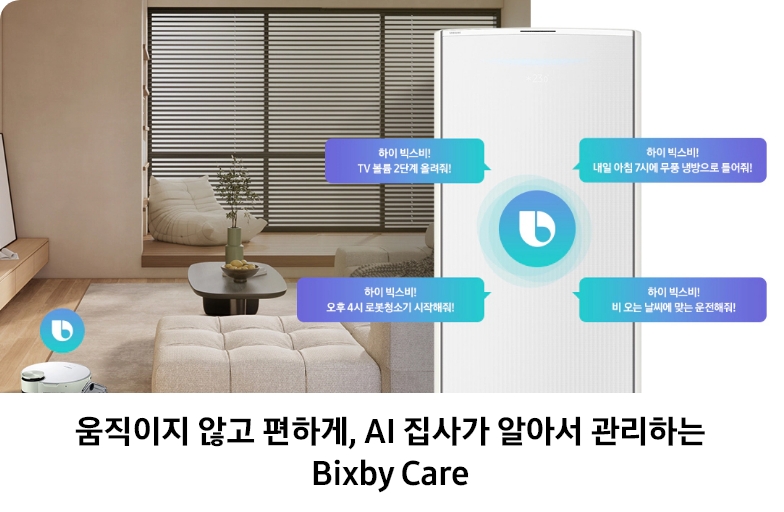 하이 빅스비!
TV 볼륨 2단계 올려줘!
하이 빅스비!
내일 아침 7시에 무풍 냉방으로 틀어줘!
하이 빅스비!
오후 4시 로봇청소기 시작해줘!
하이 빅스비!
비 오는 날씨에 맞는 운전해줘!
움직이지 않고 편하게, AI 집사가 알아서 관리하는
Bixby Care